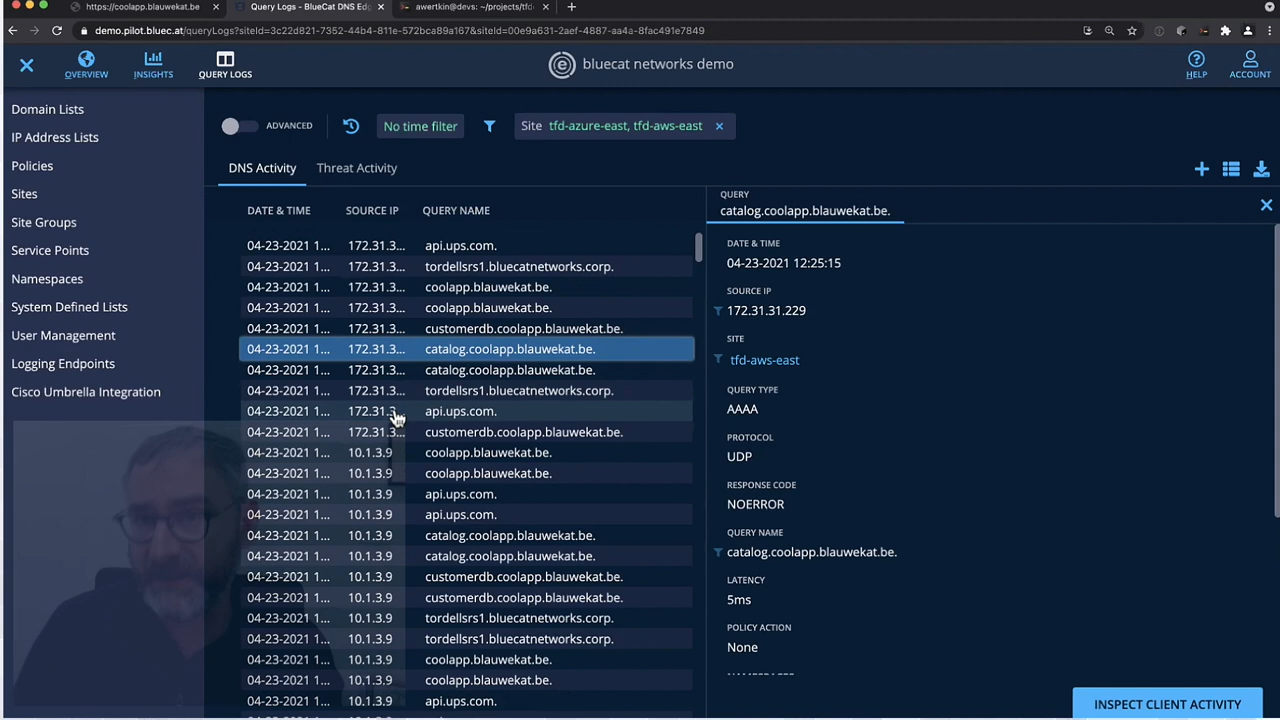 https://coolapp.blauwekat.be
Query Logs - BlueCat DNS Edge
awertkin@devs: ~/projects/tfd
demo.pilot.bluec.at/queryLogs?siteId=3c22d821-7352-44b4-811e-572bca89a167&siteId=00e9a631-2aef-4887-aa4a-8fac491e7849
OVERVIEW
INSIGHTS
QUERY LOGS
bluecat networks demo
HELP
ACCOUNT
Domain Lists
IP Address Lists
Policies
Sites
Site Groups
Service Points
Namespaces
System Defined Lists
User Management
Logging Endpoints
Cisco Umbrella Integration
ADVANCED
No time filter
Site tfd-azure-east, tfd-aws-east
DNS Activity
Threat Activity
DATE & TIME SOURCE IP QUERY NAME
04-23-2021 1... 172.31.3... api.ups.com.
04-23-2021 1... 172.31.3... tordellsrs1.bluecatnetworks.corp.
04-23-2021 1... 172.31.3... coolapp.blauwekat.be.
04-23-2021 1... 172.31.3... coolapp.blauwekat.be.
04-23-2021 1... 172.31.3... customerdb.coolapp.blauwekat.be.
04-23-2021 1... 172.31.3... catalog.coolapp.blauwekat.be.
04-23-2021 1... 172.31.3... catalog.coolapp.blauwekat.be.
04-23-2021 1... 172.31.3... tordellsrs1.bluecatnetworks.corp.
04-23-2021 1... 172.31.3... api.ups.com.
04-23-2021 1... 172.31.3... customerdb.coolapp.blauwekat.be.
04-23-2021 1... 10.1.3.9 coolapp.blauwekat.be.
04-23-2021 1... 10.1.3.9 coolapp.blauwekat.be.
04-23-2021 1... 10.1.3.9 api.ups.com.
04-23-2021 1... 10.1.3.9 api.ups.com.
04-23-2021 1... 10.1.3.9 catalog.coolapp.blauwekat.be.
04-23-2021 1... 10.1.3.9 catalog.coolapp.blauwekat.be.
04-23-2021 1... 10.1.3.9 customerdb.coolapp.blauwekat.be.
04-23-2021 1... 10.1.3.9 customerdb.coolapp.blauwekat.be.
04-23-2021 1... 10.1.3.9 tordellsrs1.bluecatnetworks.corp.
04-23-2021 1... 10.1.3.9 tordellsrs1.bluecatnetworks.corp.
04-23-2021 1... 10.1.3.9 coolapp.blauwekat.be.
04-23-2021 1... 10.1.3.9 coolapp.blauwekat.be.
04-23-2021 1... 10.1.3.9 api.ups.com.
QUERY
catalog.coolapp.blauwekat.be.
DATE & TIME
04-23-2021 12:25:15
SOURCE IP
172.31.31.229
SITE
tfd-aws-east
QUERY TYPE
AAAA
PROTOCOL
UDP
RESPONSE CODE
NOERROR
QUERY NAME
catalog.coolapp.blauwekat.be.
LATENCY
5ms
POLICY ACTION
None
INSPECT CLIENT ACTIVITY